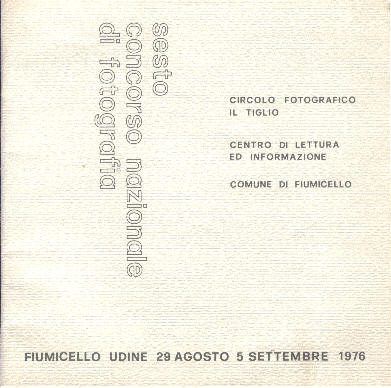 sesto
concorso nazionale
di fotografia
CIRCOLO FOTOGRAFICO
IL TIGLIO
CENTRO DI LETTURA
ED INFORMAZIONE
COMUNE DI FIUMICELLO
FIUMICELLO UDINE 29 AGOSTO 5 SETTEMBRE 1976